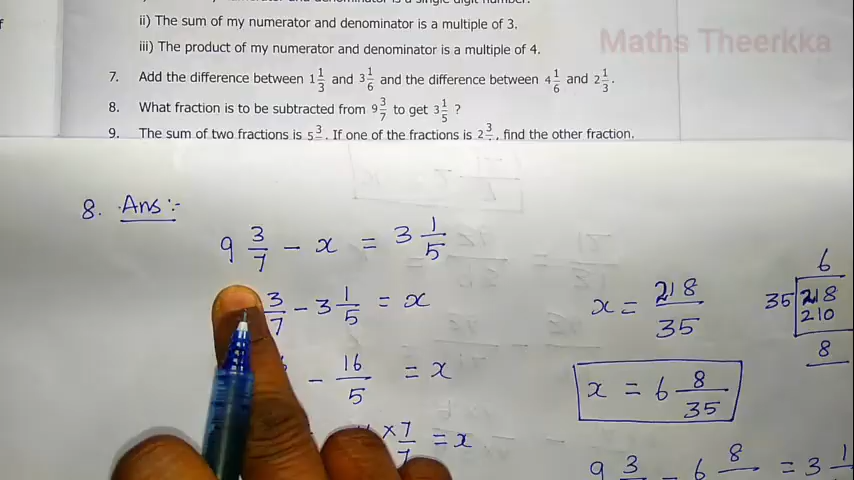 ii) The sum of my numerator and denominator is a multiple of 3.
iii) The product of my numerator and denominator is a multiple of 4.
Maths Theerkka
7. Add the difference between 1 1/3 and 3 1/6 and the difference between 4 1/6 and 2 1/3.
8. What fraction is to be subtracted from 9 3/7 to get 3 1/5 ?
9. The sum of two fractions is 5 3/ . If one of the fractions is 2 3/ , find the other fraction.
8. Ans:-
9 3/7 - x = 3 1/5
3/7 - 3 1/5 = x
- 16/5 = x
× 7/7 = x
x = 218/35
x = 6 8/35
6
35 218
210
8
9 3 - 6 8 = 3 1